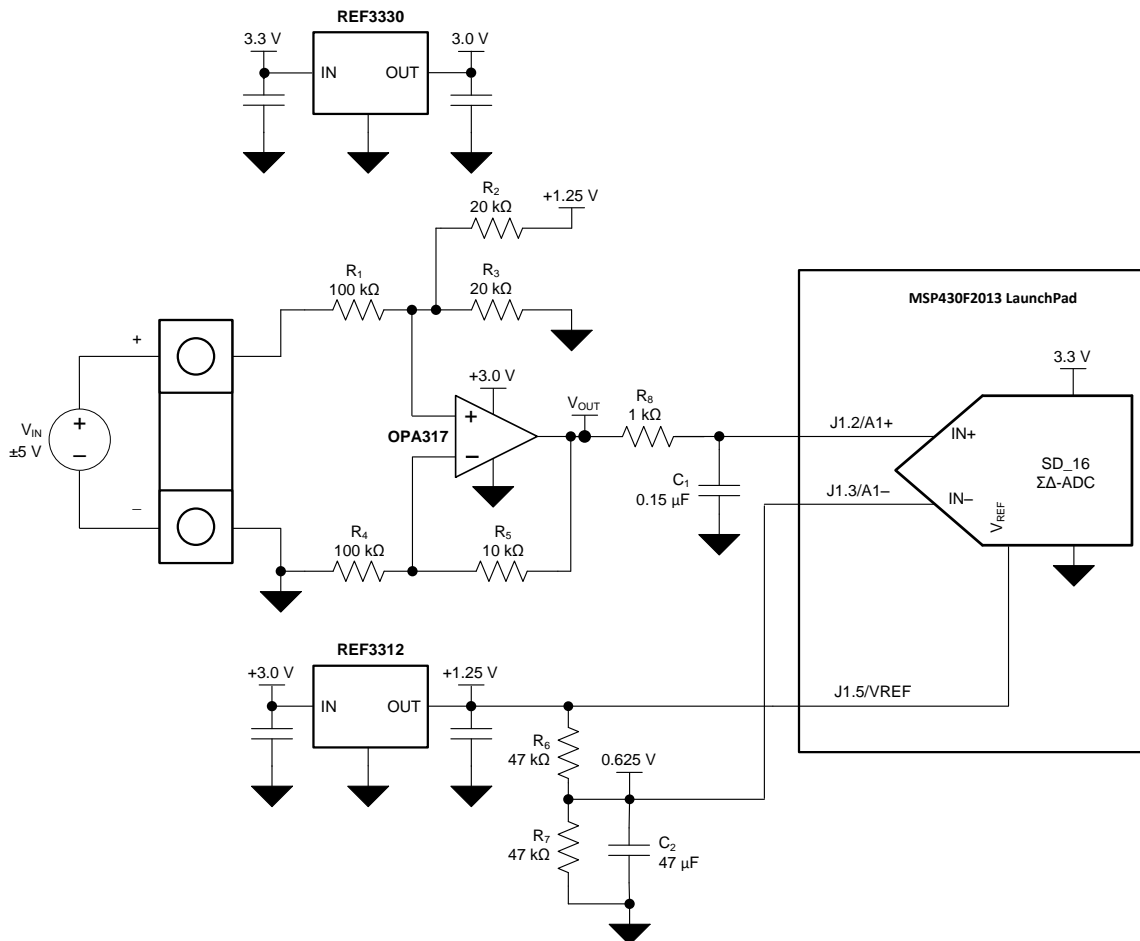 REF3330
3.3 V
3.0 V
IN
OUT
R2
20 kΩ
+1.25 V
R1
100 kΩ
R3
20 kΩ
MSP430F2013 LaunchPad
+
3.3 V
+3.0 V
VIN
±5 V
+
−
+
−
OPA317
VOUT
R8
1 kΩ
J1.2/A1+
IN+
C1
0.15 µF
J1.3/A1−
IN−
SD_16
ΣΔ-ADC
VREF
−
R4
100 kΩ
R5
10 kΩ
REF3312
+3.0 V
+1.25 V
IN
OUT
J1.5/VREF
R6
47 kΩ
0.625 V
R7
47 kΩ
C2
47 µF